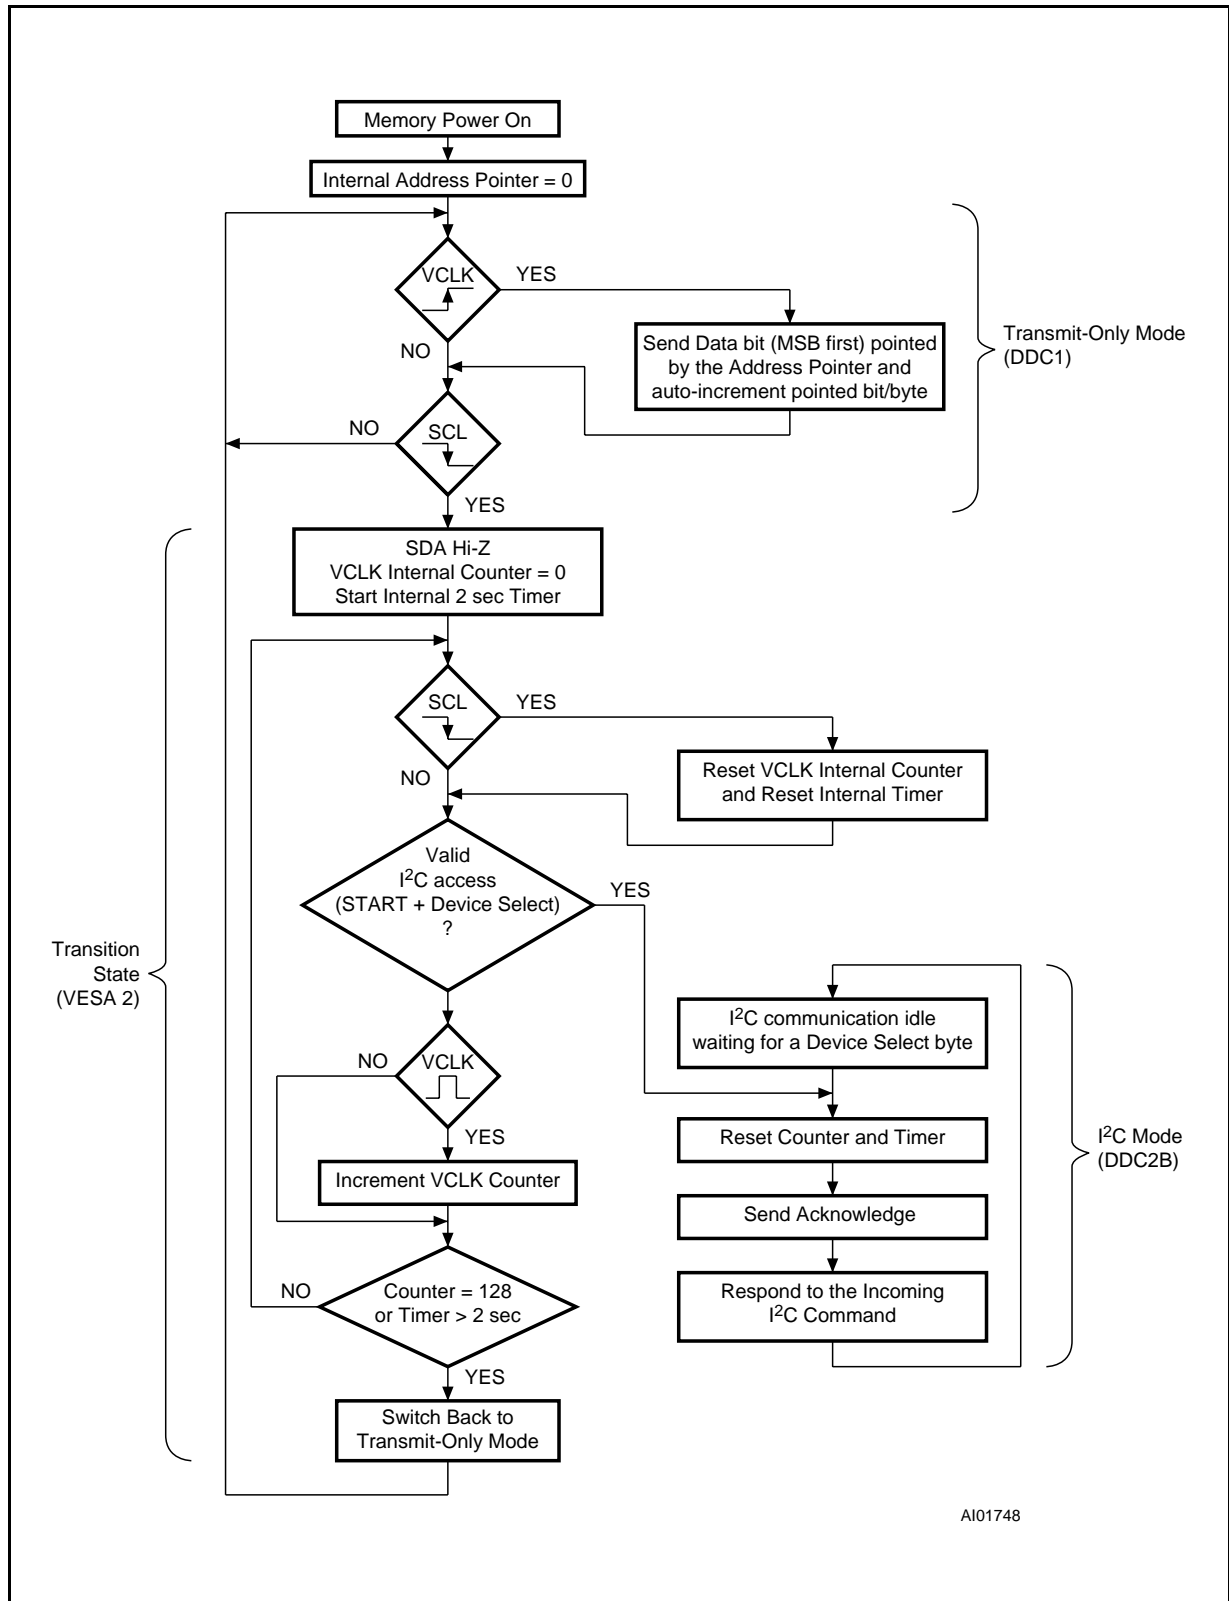 Memory Power On
Internal Address Pointer = 0
VCLK
YES
NO
Send Data bit (MSB first) pointed
by the Address Pointer and
auto-increment pointed bit/byte
Transmit-Only Mode
(DDC1)
SCL
NO
YES
SDA Hi-Z
VCLK Internal Counter = 0
Start Internal 2 sec Timer
SCL
YES
NO
Reset VCLK Internal Counter
and Reset Internal Timer
Valid
I2C access
(START + Device Select)
?
YES
Transition
State
(VESA 2)
I2C communication idle
waiting for a Device Select byte
NO
VCLK
YES
Reset Counter and Timer
I2C Mode
(DDC2B)
Increment VCLK Counter
Send Acknowledge
NO
Counter = 128
or Timer > 2 sec
Respond to the Incoming
I2C Command
YES
Switch Back to
Transmit-Only Mode
AI01748